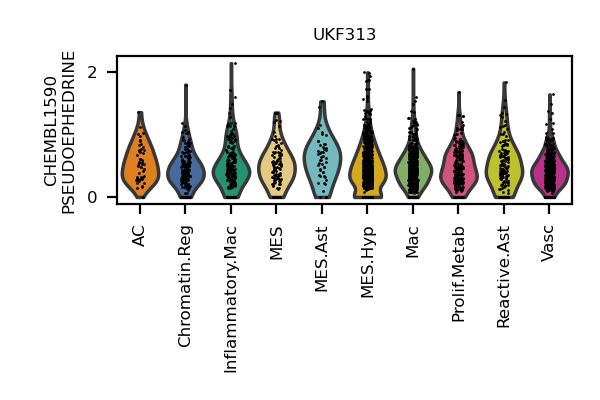 UKF313
CHEMBL1590
PSEUDOEPHEDRINE
2
0
AC
Chromatin.Reg
Inflammatory.Mac
MES
MES.Ast
MES.Hyp
Mac
Prolif.Metab
Reactive.Ast
Vasc